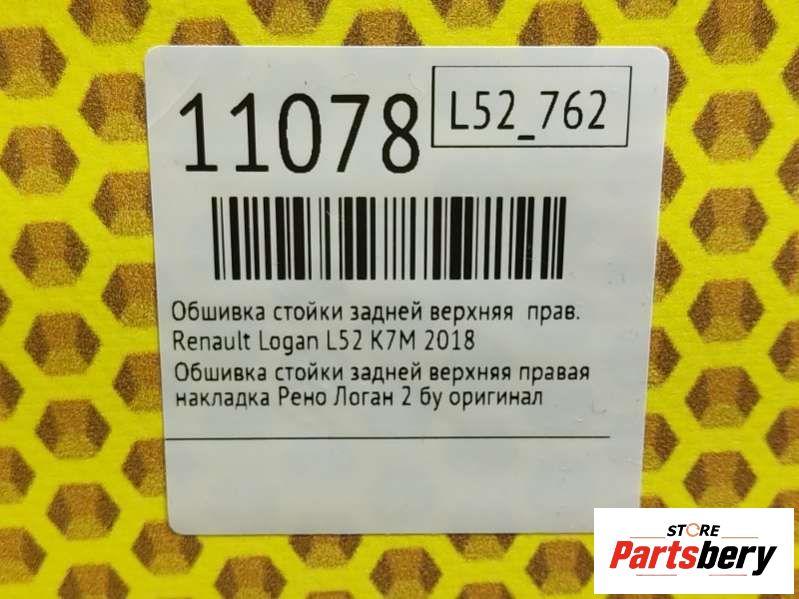 11078
L52_762
Обшивка стойки задней верхняя прав.
Renault Logan L52 K7M 2018
Обшивка стойки задней верхняя правая
накладка Рено Логан 2 бу оригинал
STORE
Partsbery